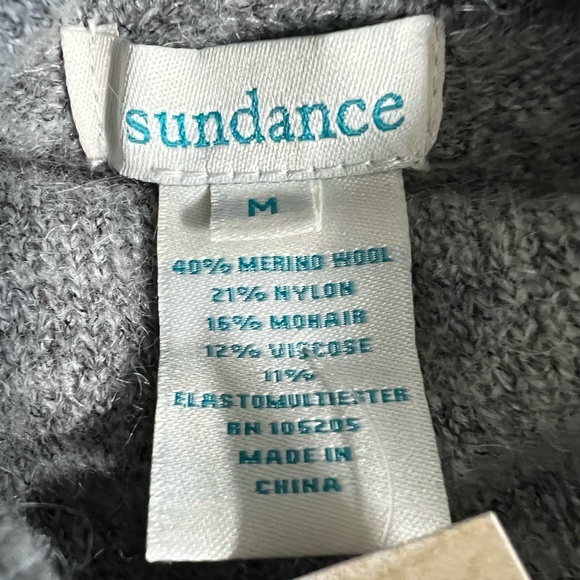 sundance
M
40% MERINO WOOL
21% NYLON
16% MOHAIR
12% VISCOSE
11%
ELASTOMULTIESTER
RN 106205
MADE IN
CHINA